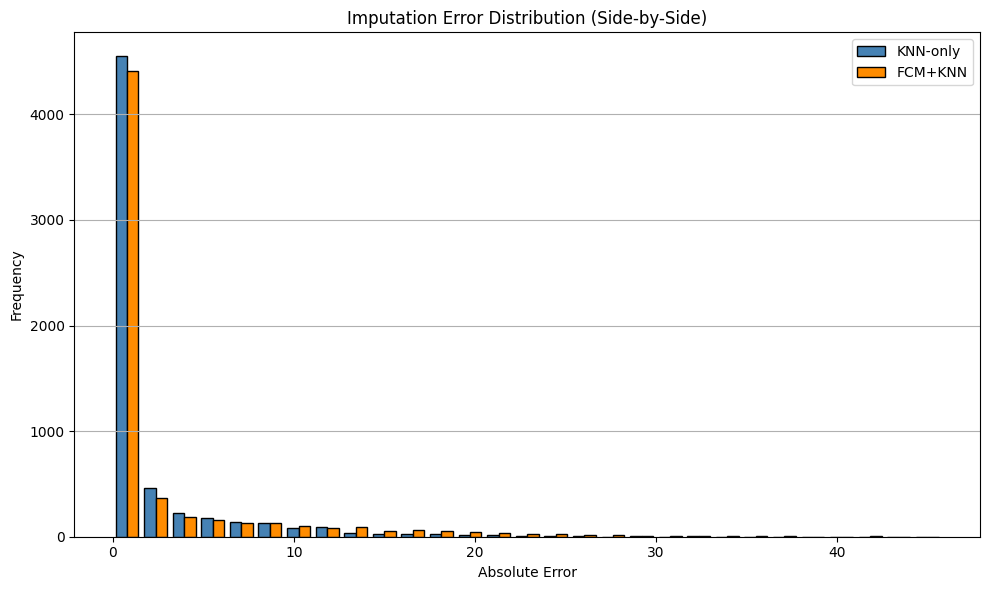 Imputation Error Distribution (Side-by-Side)
KNN-only
FCM+KNN
4000
3000
2000
1000
0
Frequency
0 10 20 30 40
Absolute Error